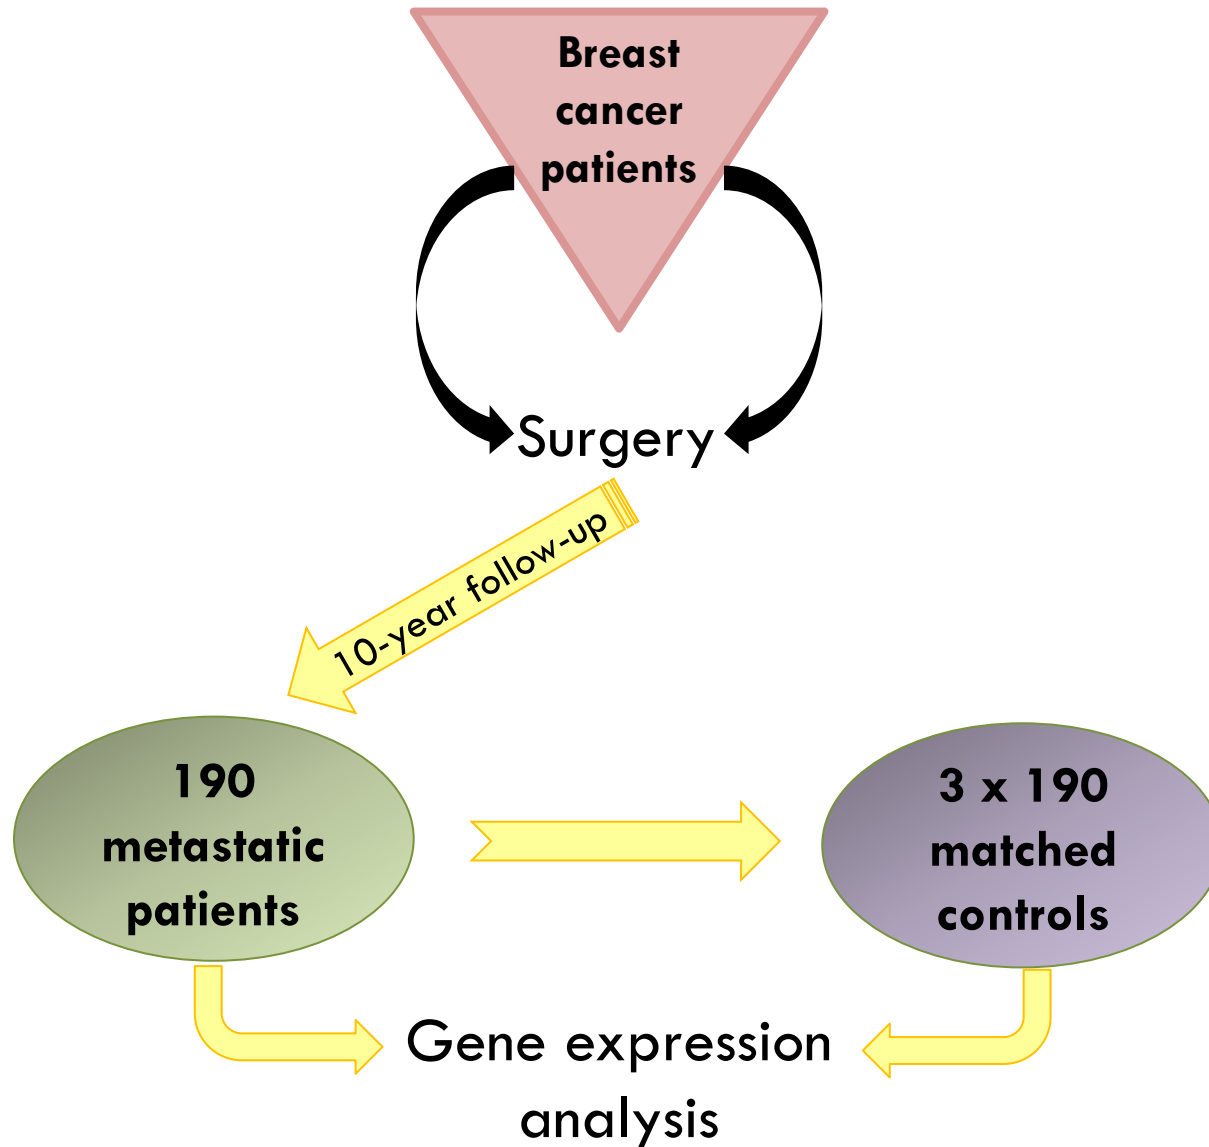 Breast
cancer
patients
Surgery
10-year follow-up
190
metastatic
patients
3 x 190
matched
controls
Gene expression
analysis